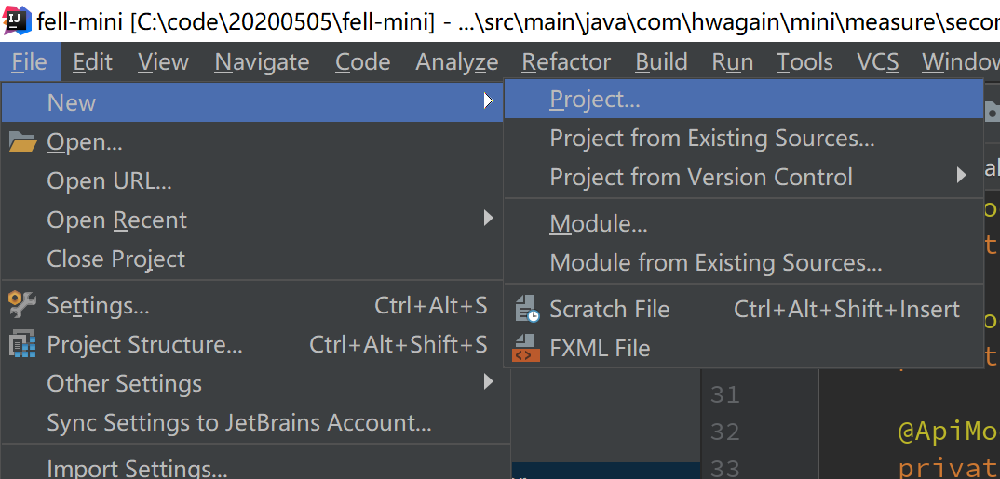 fell-mini [C:\code\20200505\fell-mini] - ...\src\main\java\com\hwagain\mini\measure\secon
File Edit View Navigate Code Analyze Refactor Build Run Tools VCS Window
New
Open...
Open URL...
Open Recent
Close Project
Settings... Ctrl+Alt+S
Project Structure... Ctrl+Alt+Shift+S
Other Settings
Sync Settings to JetBrains Account...
Import Settings...
Project...
Project from Existing Sources...
Project from Version Control
Module...
Module from Existing Sources...
Scratch File Ctrl+Alt+Shift+Insert
FXML File
31
32 @ApiMo
33 privat